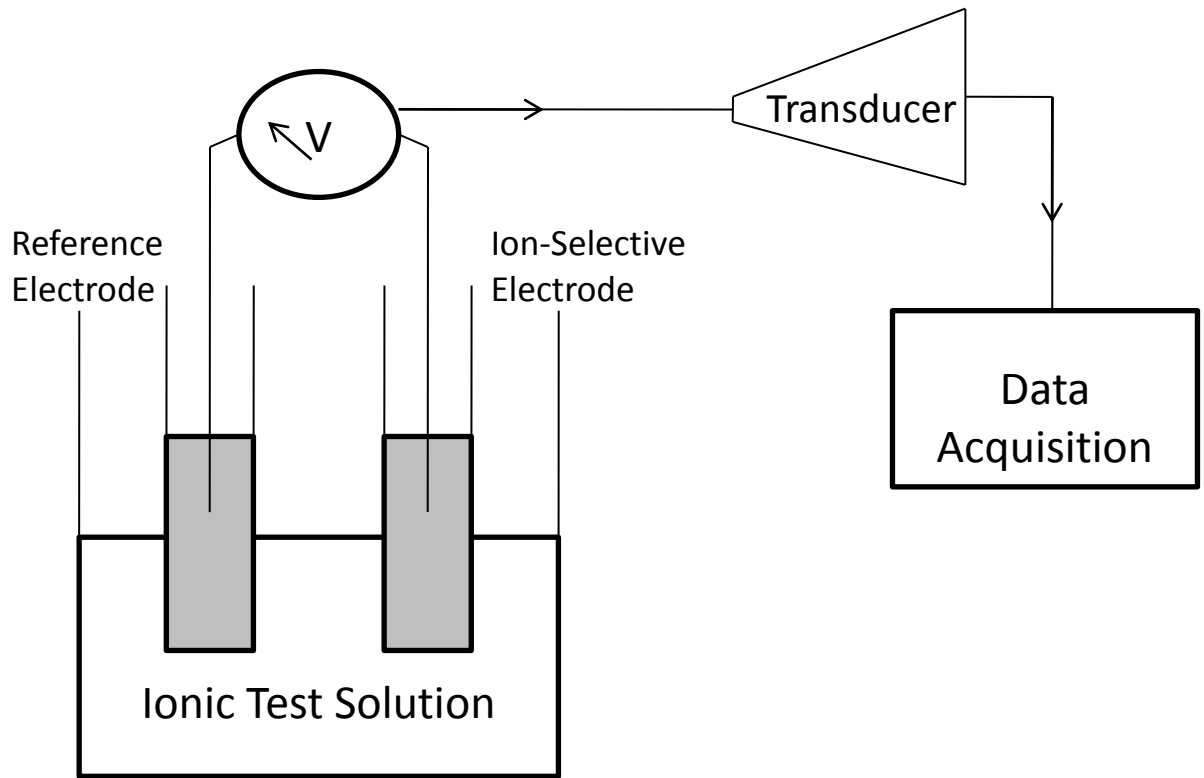 V
Transducer
Reference
Electrode
Ion-Selective
Electrode
Data
Acquisition
Ionic Test Solution